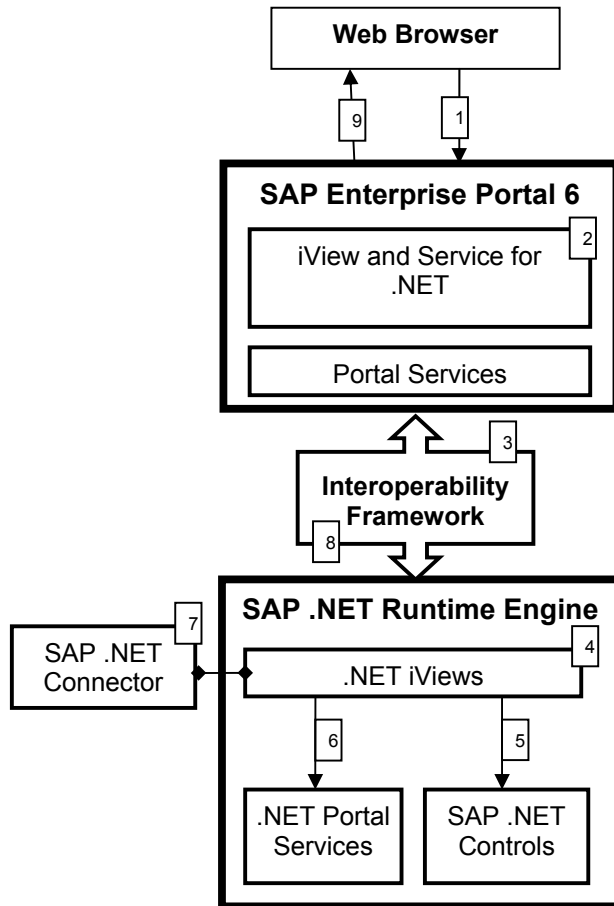 Web Browser
9
1
SAP Enterprise Portal 6
2
iView and Service for
.NET
Portal Services
3
Interoperability
Framework
8
SAP .NET Runtime Engine
7
SAP .NET
Connector
4
.NET iViews
6
5
.NET Portal
Services
SAP .NET
Controls